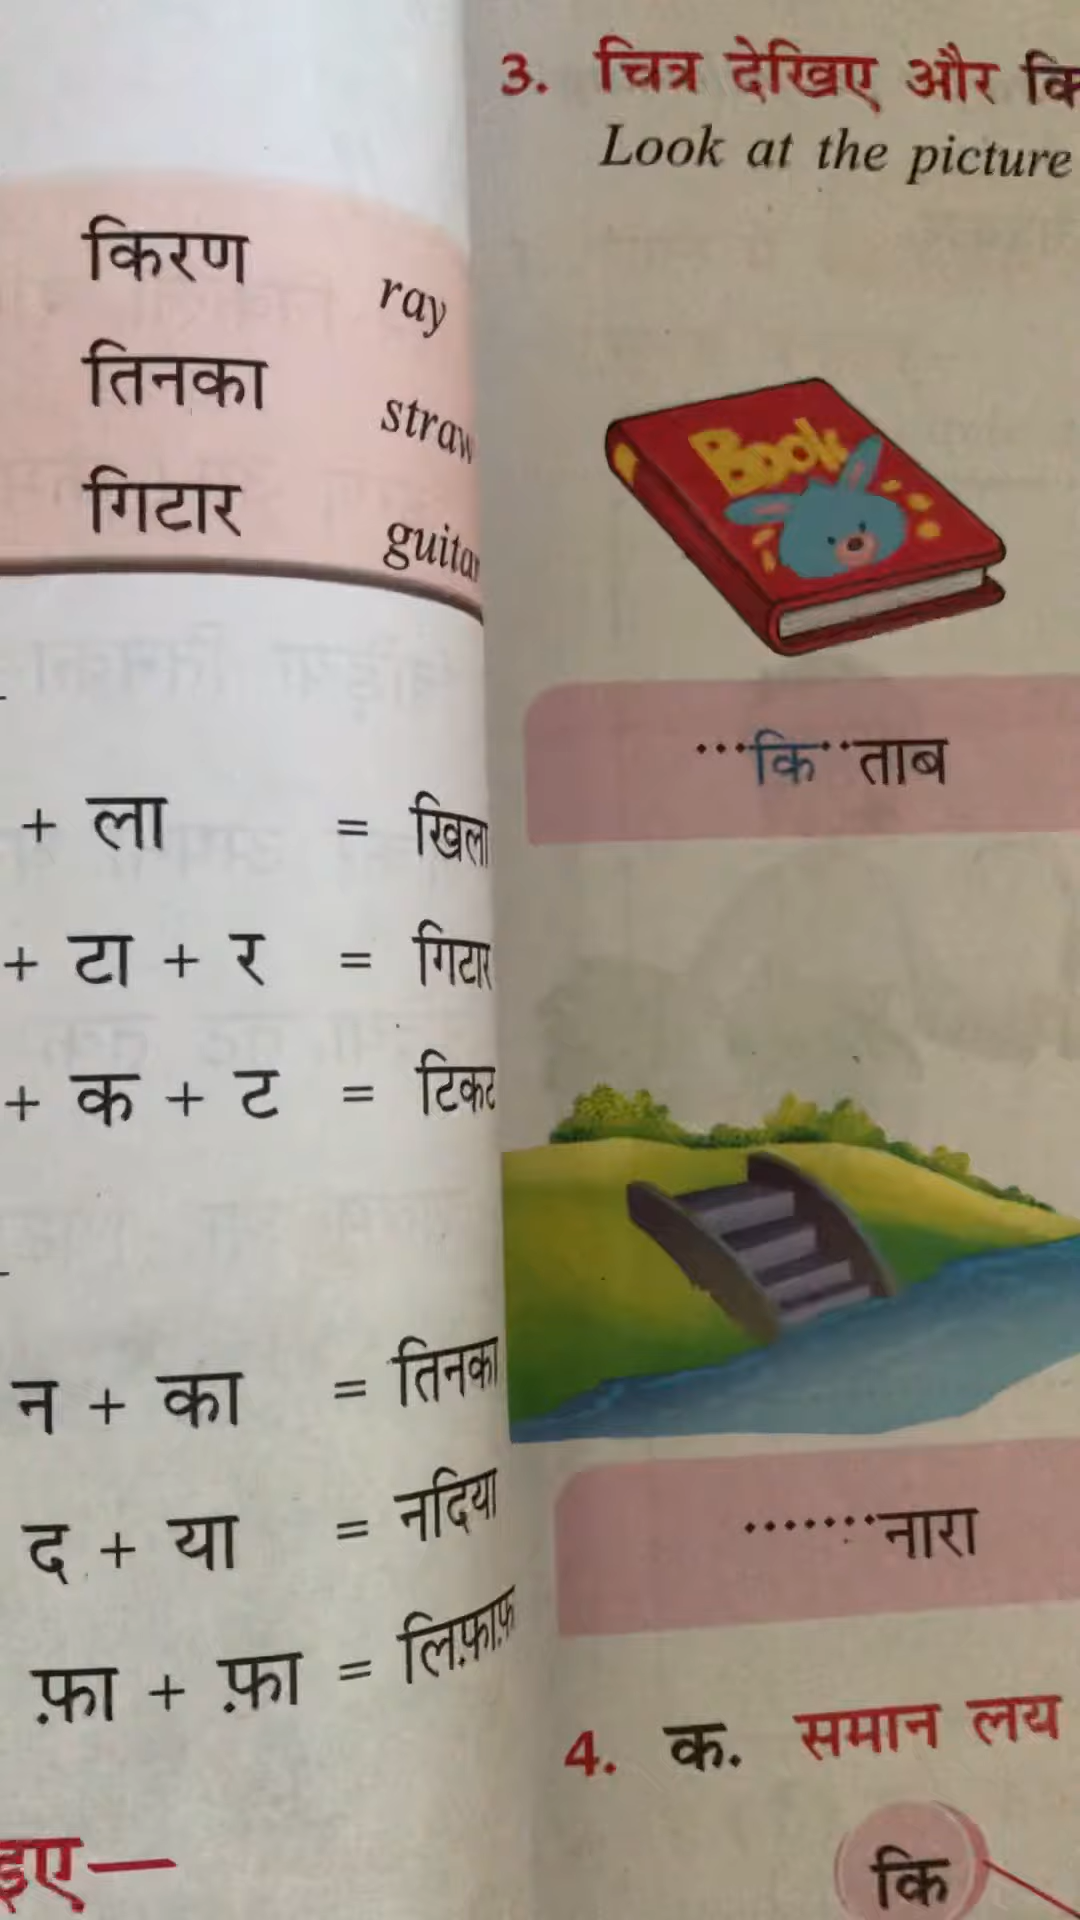 किरण ray
तिनका straw
गिटार guitar
+ ला = खिला
+ टा + र = गिटार
+ क + ट = टिकट
न + का = तिनका
द + या = नदिया
फ़ा + फ़ा = लिफ़ाफ़
इए—
3. चित्र देखिए और कि
Look at the picture
Book
...कि..ताब
.......नारा
4. क. समान लय
कि